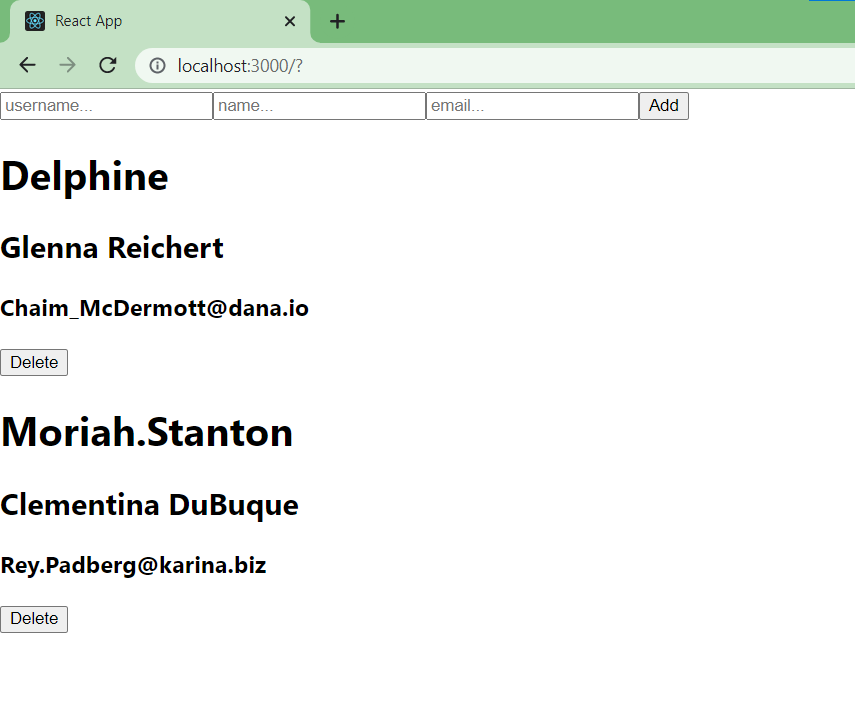 React App
localhost:3000/?
username... name... email... Add
Delphine
Glenna Reichert
Chaim_McDermott@dana.io
Delete
Moriah.Stanton
Clementina DuBuque
Rey.Padberg@karina.biz
Delete